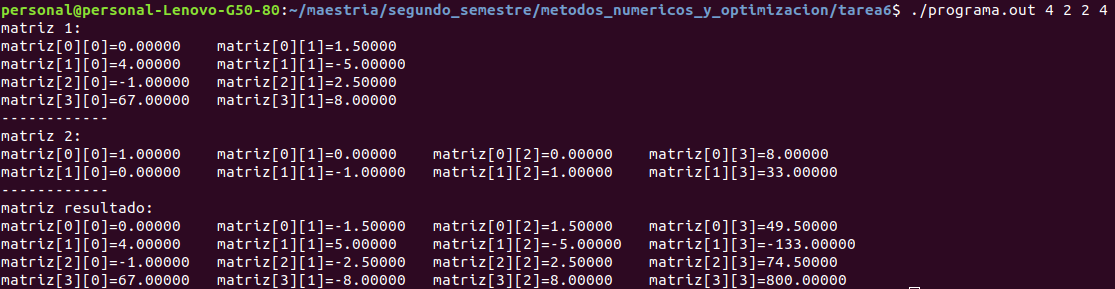 personal@personal-Lenovo-G50-80:~/maestria/segundo_semestre/metodos_numericos_y_optimizacion/tarea6$ ./programa.out 4 2 2 4
matriz 1:
matriz[0][0]=0.00000 matriz[0][1]=1.50000
matriz[1][0]=4.00000 matriz[1][1]=-5.00000
matriz[2][0]=-1.00000 matriz[2][1]=2.50000
matriz[3][0]=67.00000 matriz[3][1]=8.00000
------------
matriz 2:
matriz[0][0]=1.00000 matriz[0][1]=0.00000 matriz[0][2]=0.00000 matriz[0][3]=8.00000
matriz[1][0]=0.00000 matriz[1][1]=-1.00000 matriz[1][2]=1.00000 matriz[1][3]=33.00000
------------
matriz resultado:
matriz[0][0]=0.00000 matriz[0][1]=-1.50000 matriz[0][2]=1.50000 matriz[0][3]=49.50000
matriz[1][0]=4.00000 matriz[1][1]=5.00000 matriz[1][2]=-5.00000 matriz[1][3]=-133.00000
matriz[2][0]=-1.00000 matriz[2][1]=-2.50000 matriz[2][2]=2.50000 matriz[2][3]=74.50000
matriz[3][0]=67.00000 matriz[3][1]=-8.00000 matriz[3][2]=8.00000 matriz[3][3]=800.00000